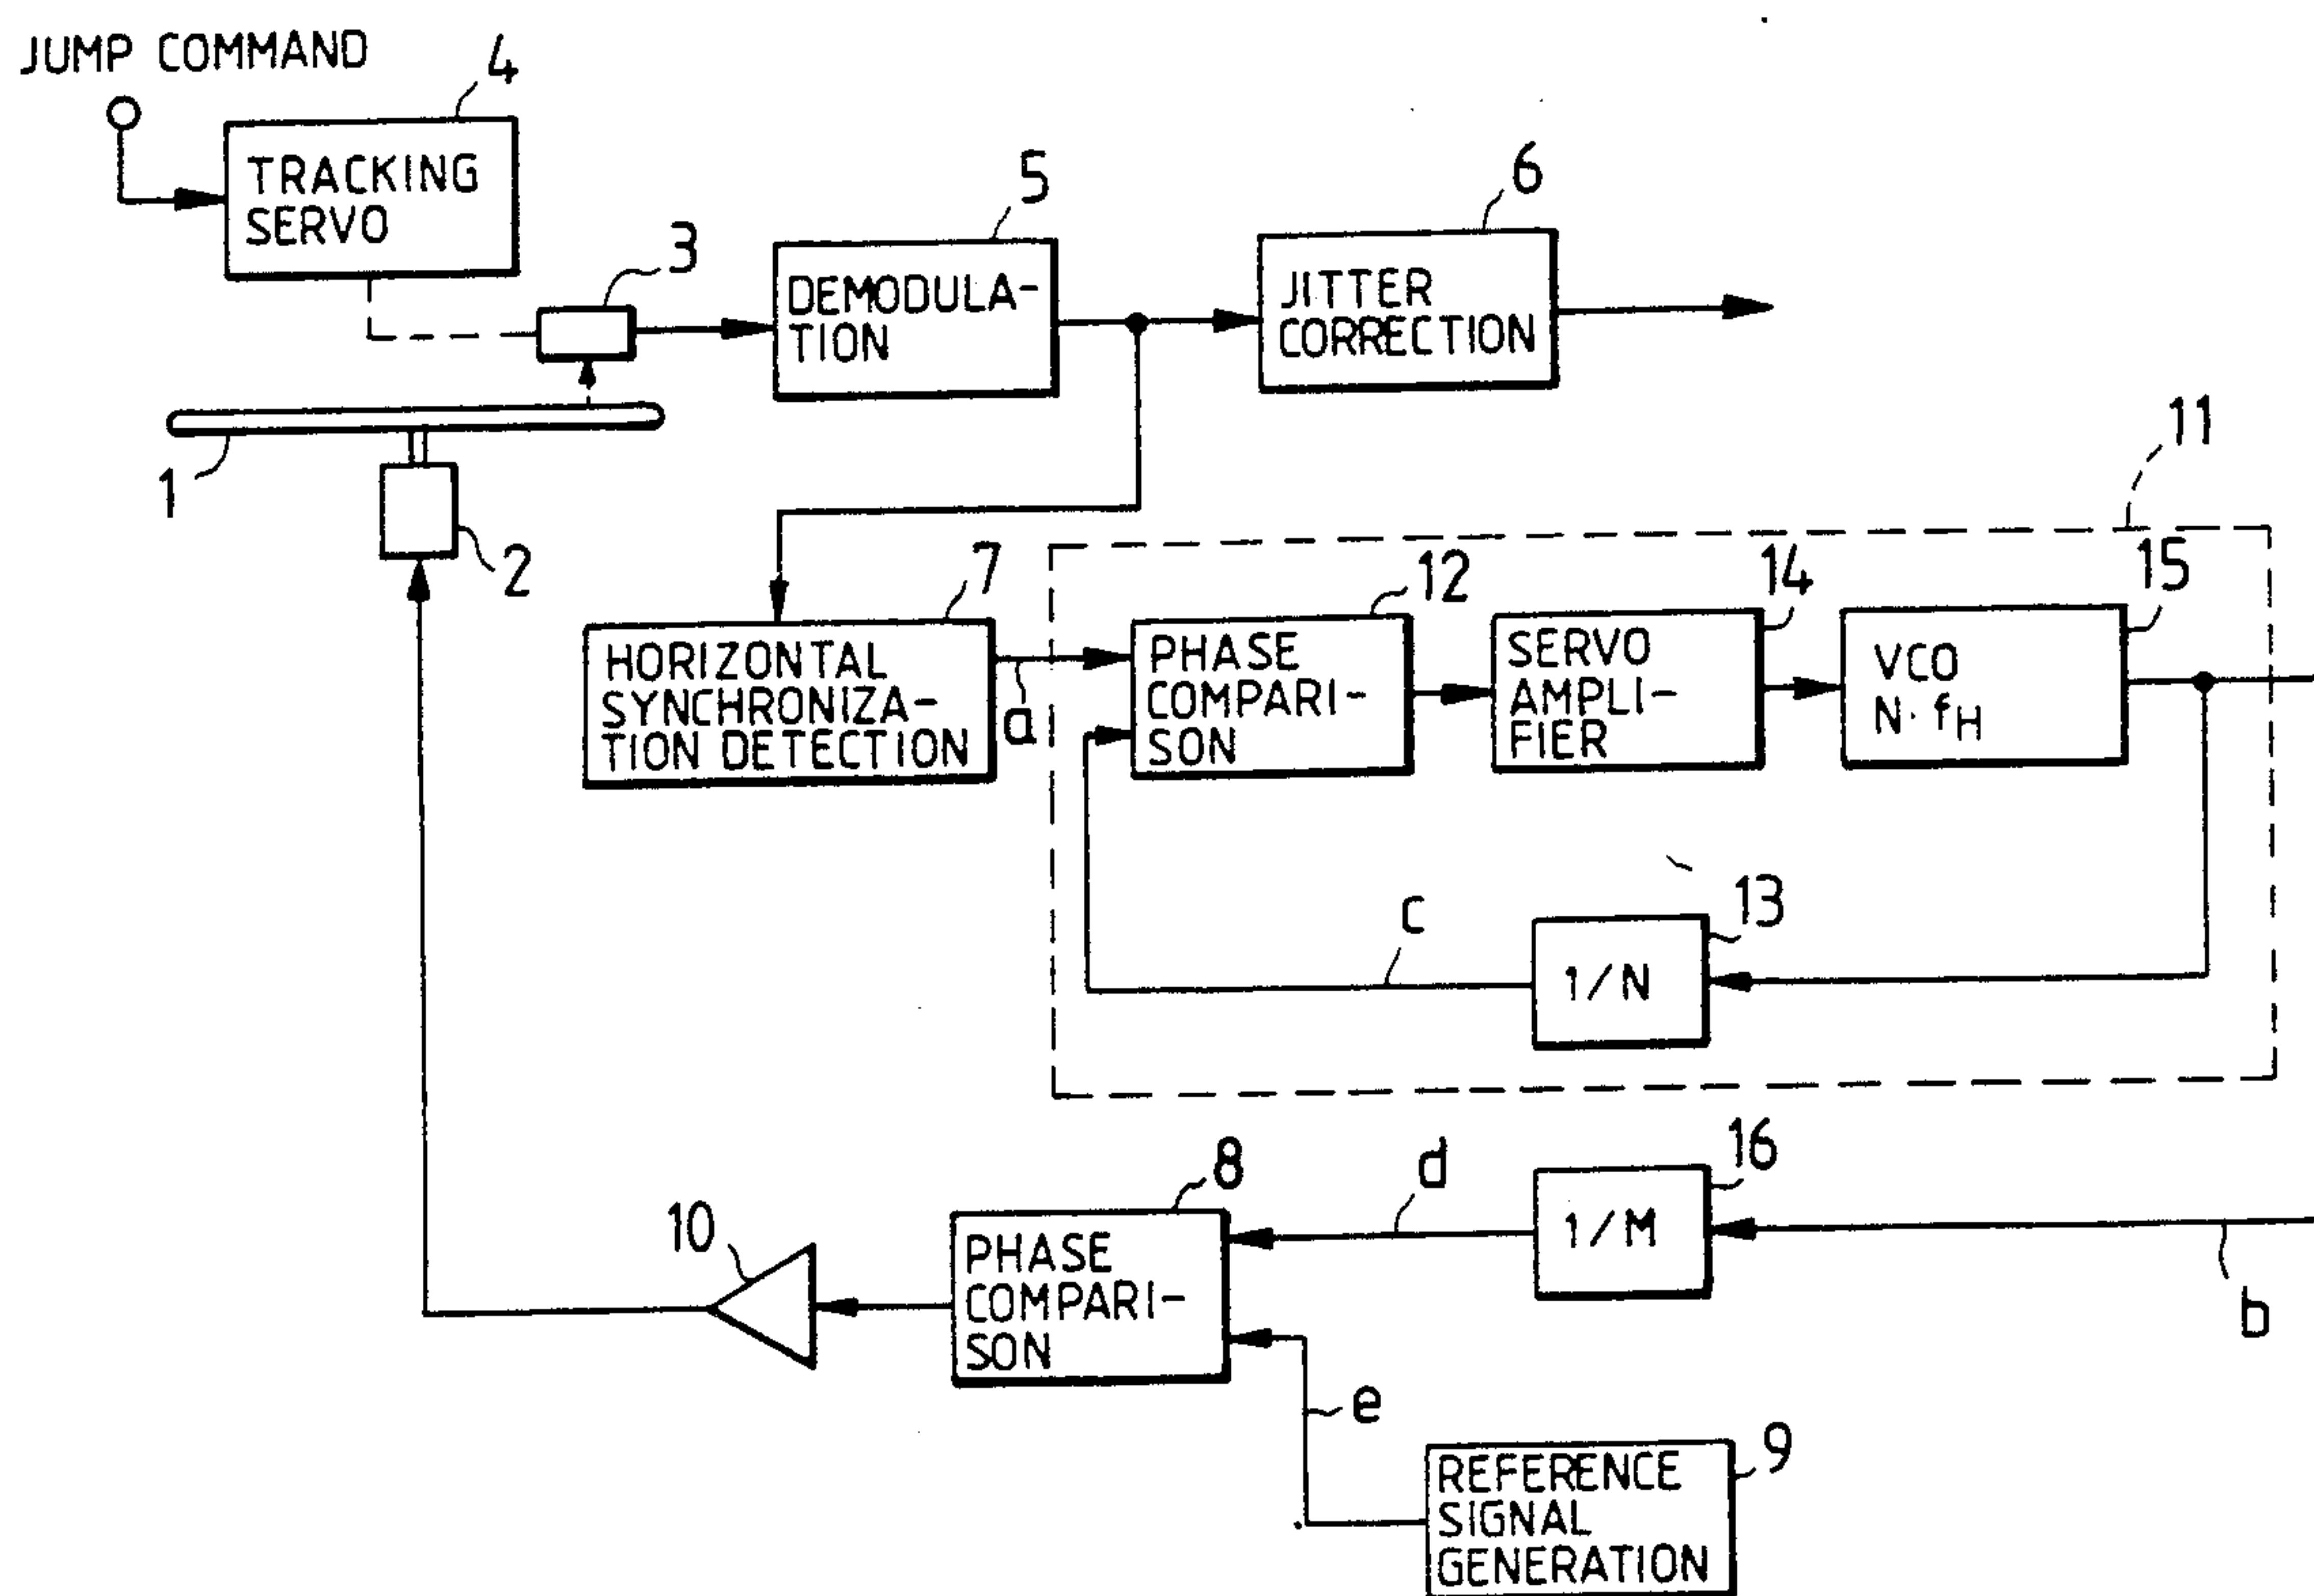 JUMP COMMAND
4
TRACKING
SERVO
3
5
DEMODULA-
TION
6
JITTER
CORRECTION
1
2
11
7
HORIZONTAL
SYNCHRONIZA-
TION DETECTION
a
12
PHASE
COMPARI-
SON
14
SERVO
AMPLI-
FIER
15
VCO
N·fH
c
13
1/N
10
8
PHASE
COMPARI-
SON
d
16
1/M
b
e
9
REFERENCE
SIGNAL
GENERATION